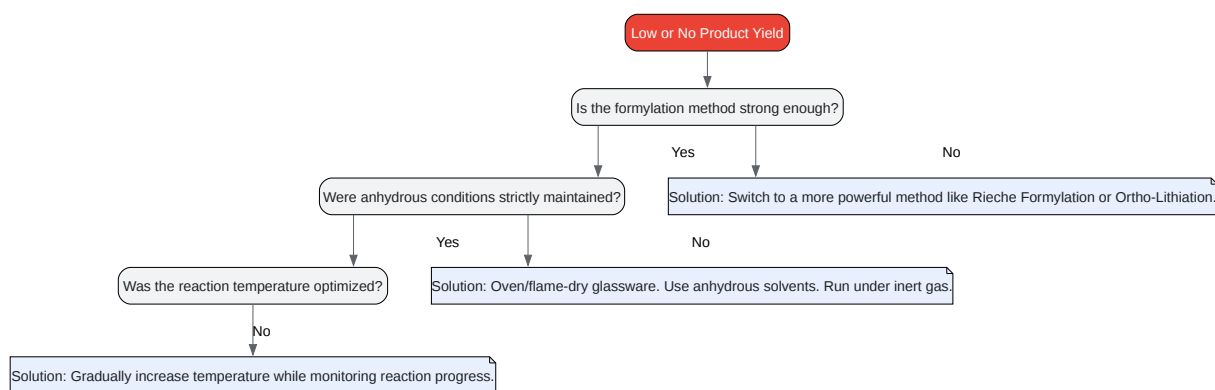 Low or No Product Yield
Is the formylation method strong enough?
Yes
No
Were anhydrous conditions strictly maintained?
Solution: Switch to a more powerful method like Rieche Formylation or Ortho-Lithiation.
Yes
No
Was the reaction temperature optimized?
Solution: Oven/flame-dry glassware. Use anhydrous solvents. Run under inert gas.
No
Solution: Gradually increase temperature while monitoring reaction progress.